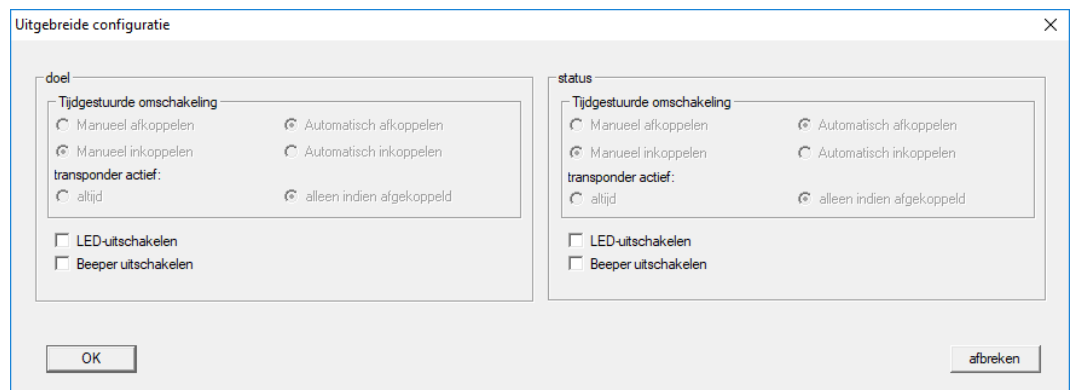 Uitgebreide configuratie
doel
Tijdgestuurde omschakeling
Manueel afkoppelen
Automatisch afkoppelen
Manueel inkoppelen
Automatisch inkoppelen
transponder actief:
altijd
alleen indien afgekoppeld
LED-uitschakelen
Beeper uitschakelen
status
Tijdgestuurde omschakeling
Manueel afkoppelen
Automatisch afkoppelen
Manueel inkoppelen
Automatisch inkoppelen
transponder actief:
altijd
alleen indien afgekoppeld
LED-uitschakelen
Beeper uitschakelen
OK
afbreken